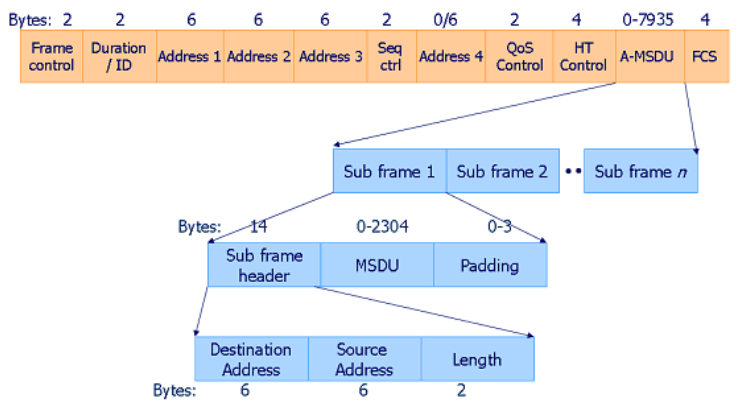 Bytes: 2 2 6 6 6 2 0/6 2 4 0-7935 4
Frame control Duration / ID Address 1 Address 2 Address 3 Seq ctrl Address 4 QoS Control HT Control A-MSDU FCS
Sub frame 1 Sub frame 2 •• Sub frame n
Bytes: 14 0-2304 0-3
Sub frame header MSDU Padding
Destination Address Source Address Length
Bytes: 6 6 2